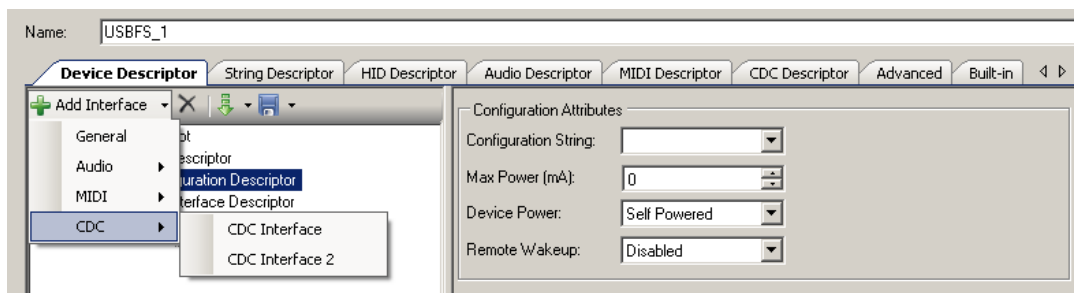 Name: USBFS_1
Device Descriptor String Descriptor HID Descriptor Audio Descriptor MIDI Descriptor CDC Descriptor Advanced Built-in
Add Interface
General
Audio
MIDI
CDC
CDC Interface
CDC Interface 2
Descriptor
Configuration Attributes
Configuration String:
Max Power (mA): 0
Device Power: Self Powered
Remote Wakeup: Disabled